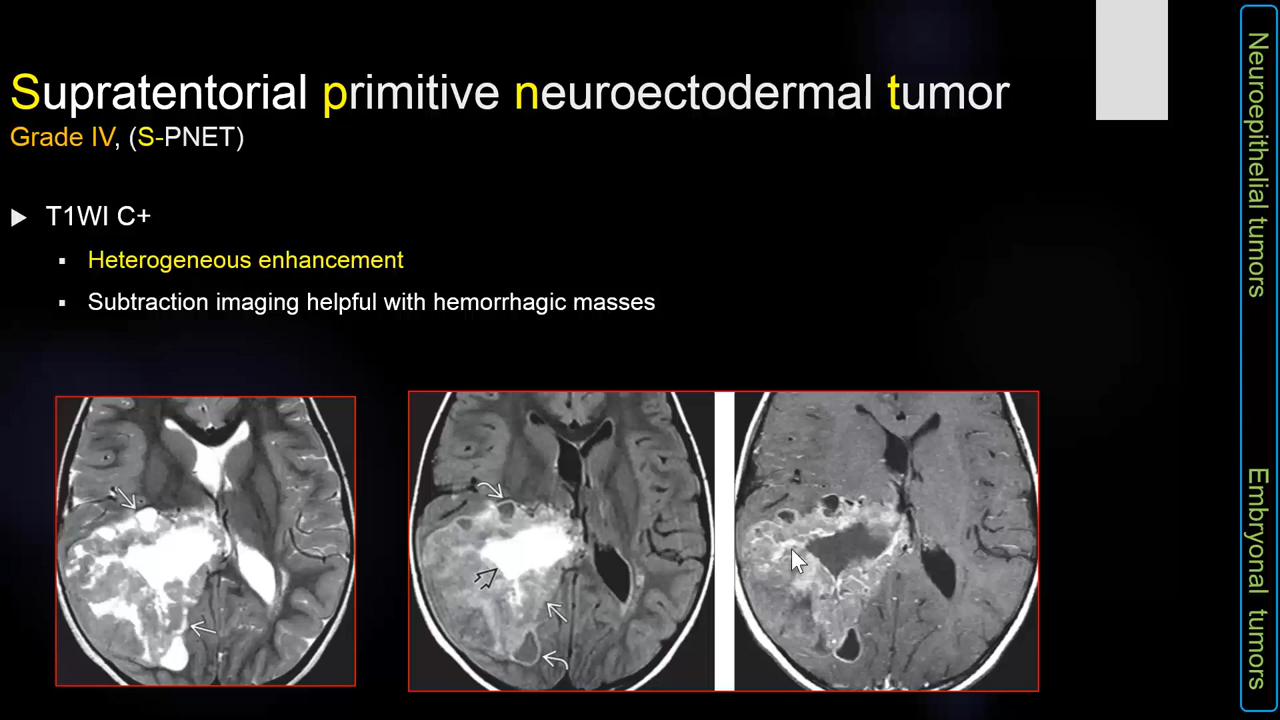 Supratentorial primitive neuroectodermal tumor
Grade IV, (S-PNET)
T1WI C+
Heterogeneous enhancement
Subtraction imaging helpful with hemorrhagic masses
Neuroepithelial tumors
Embryonal tumors